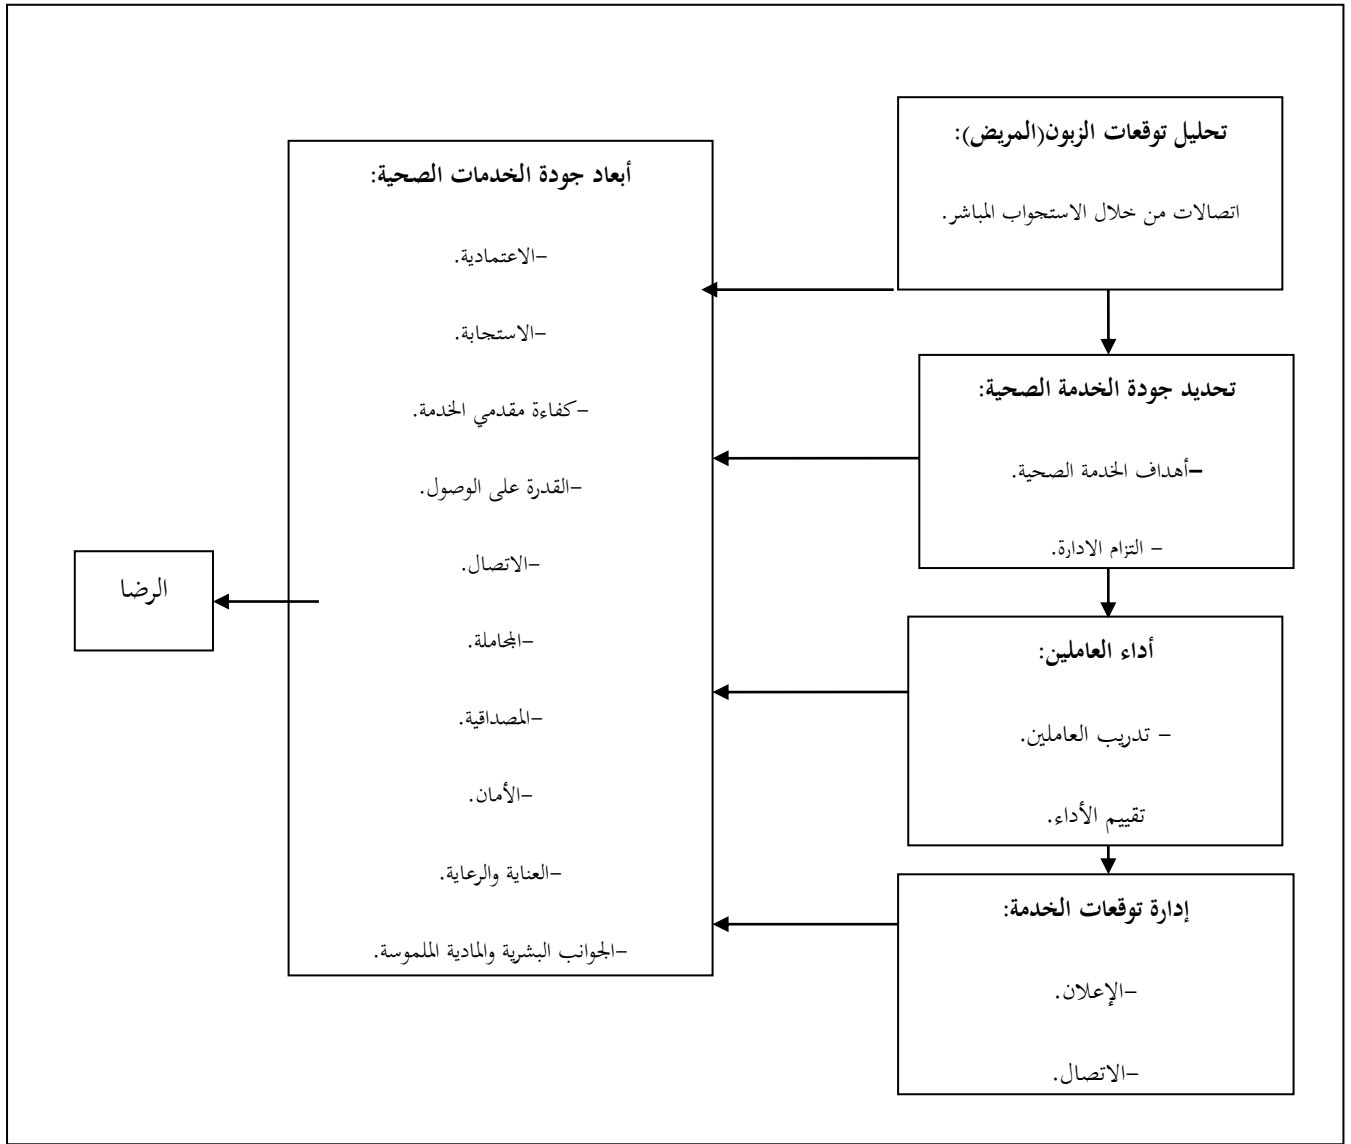 تحليل توقعات الزبون(المريض):
اتصالات من خلال الاستجواب المباشر.
تحديد جودة الخدمة الصحية:
-أهداف الخدمة الصحية.
- التزام الادارة.
أداء العاملين:
- تدريب العاملين.
تقييم الأداء.
إدارة توقعات الخدمة:
-الإعلان.
-الاتصال.
أبعاد جودة الخدمات الصحية:
-الاعتمادية.
-الاستجابة.
-كفاءة مقدمي الخدمة.
-القدرة على الوصول.
-الاتصال.
-المجاملة.
-المصداقية.
-الأمان.
-العناية والرعاية.
-الجوانب البشرية والمادية الملموسة.
الرضا